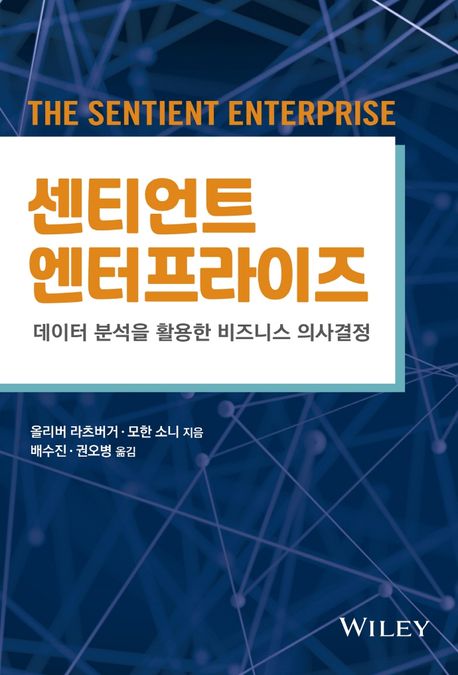 THE SENTIENT ENTERPRISE
센티언트
엔터프라이즈
데이터 분석을 활용한 비즈니스 의사결정
올리버 라츠버거·모한 소니 지음
배수진·권오병 옮김
WILEY